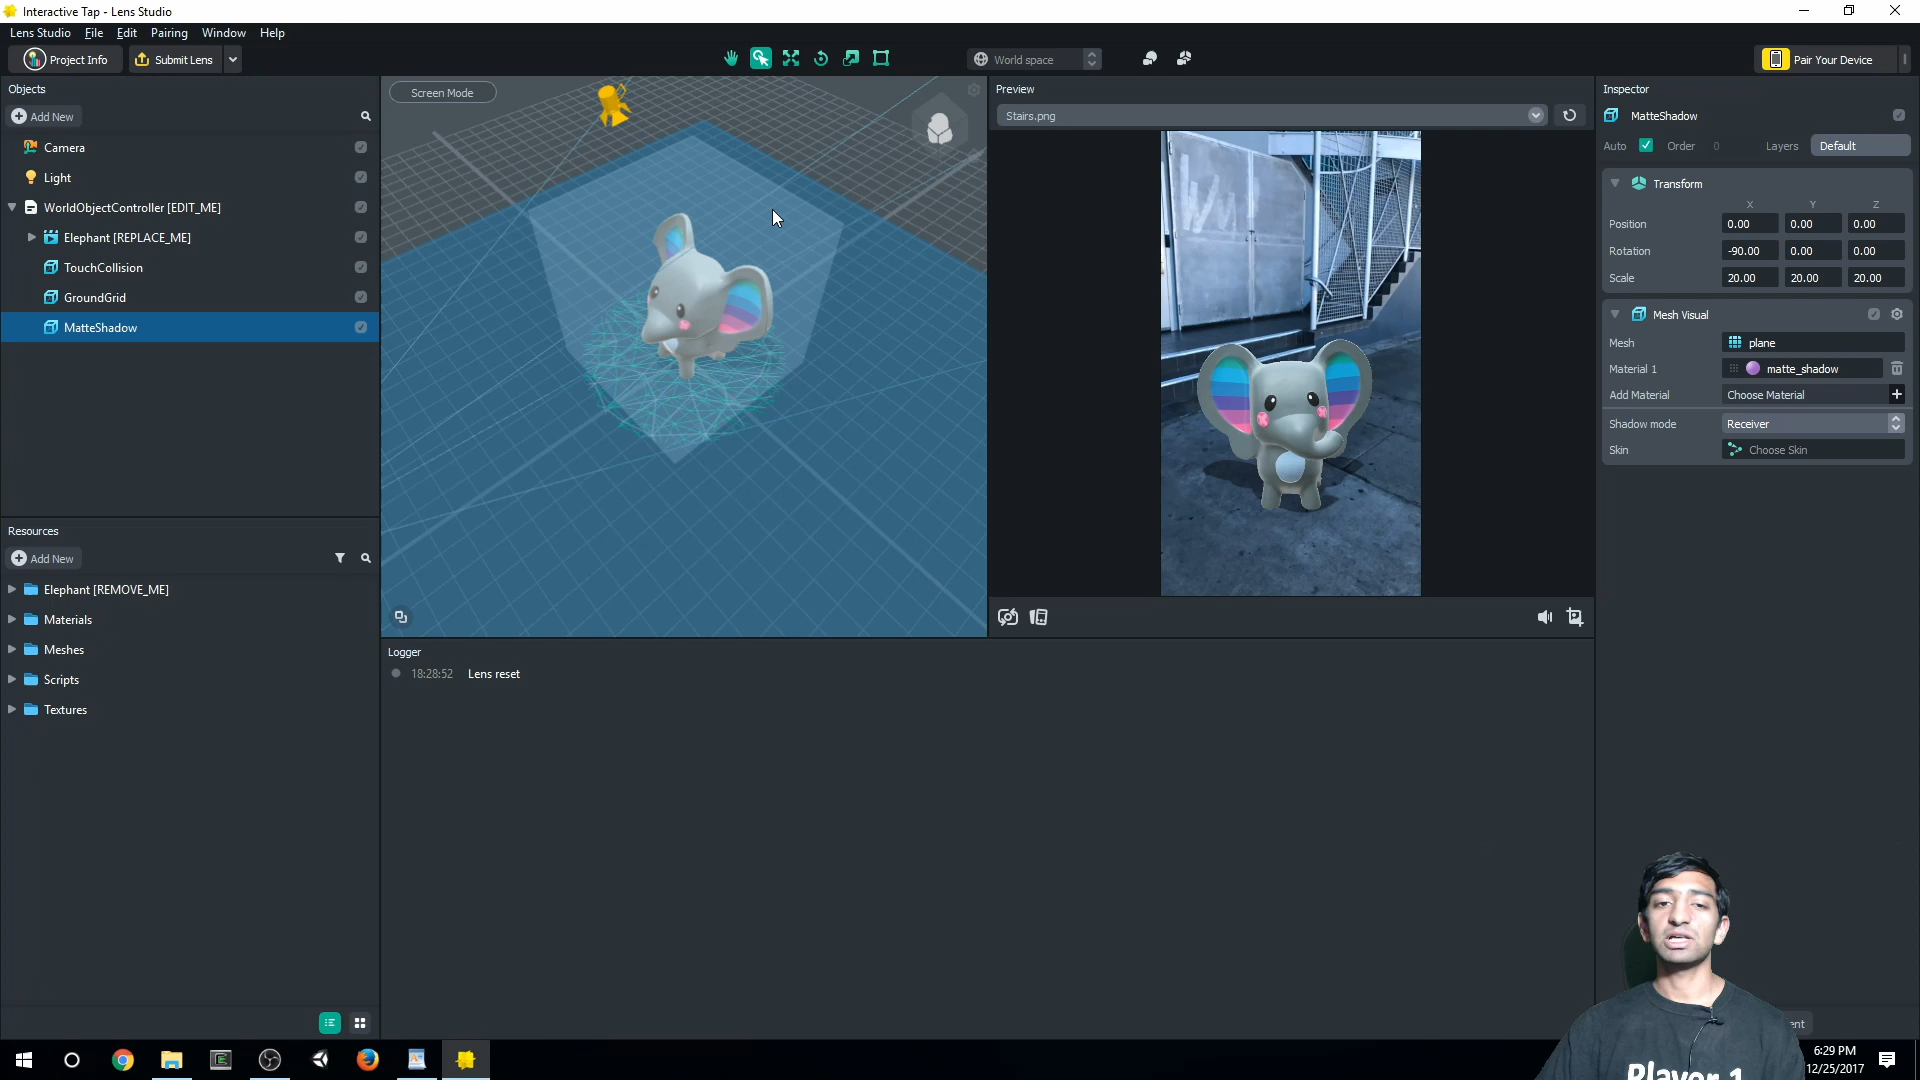 Interactive Tap - Lens Studio
Lens Studio File Edit Pairing Window Help
Project Info Submit Lens World space Pair Your Device
Objects
Add New
Camera
Light
WorldObjectController [EDIT_ME]
Elephant [REPLACE_ME]
TouchCollision
GroundGrid
MatteShadow
Resources
Add New
Elephant [REMOVE_ME]
Materials
Meshes
Scripts
Textures
Screen Mode
Preview
Stairs.png
Logger
18:28:52 Lens reset
Inspector
MatteShadow
Auto Order 0 Layers Default
Transform
X Y Z
Position 0.00 0.00 0.00
Rotation -90.00 0.00 0.00
Scale 20.00 20.00 20.00
Mesh Visual
Mesh plane
Material 1 matte_shadow
Add Material Choose Material
Shadow mode Receiver
Skin Choose Skin
Player 1
6:29 PM
12/25/2017